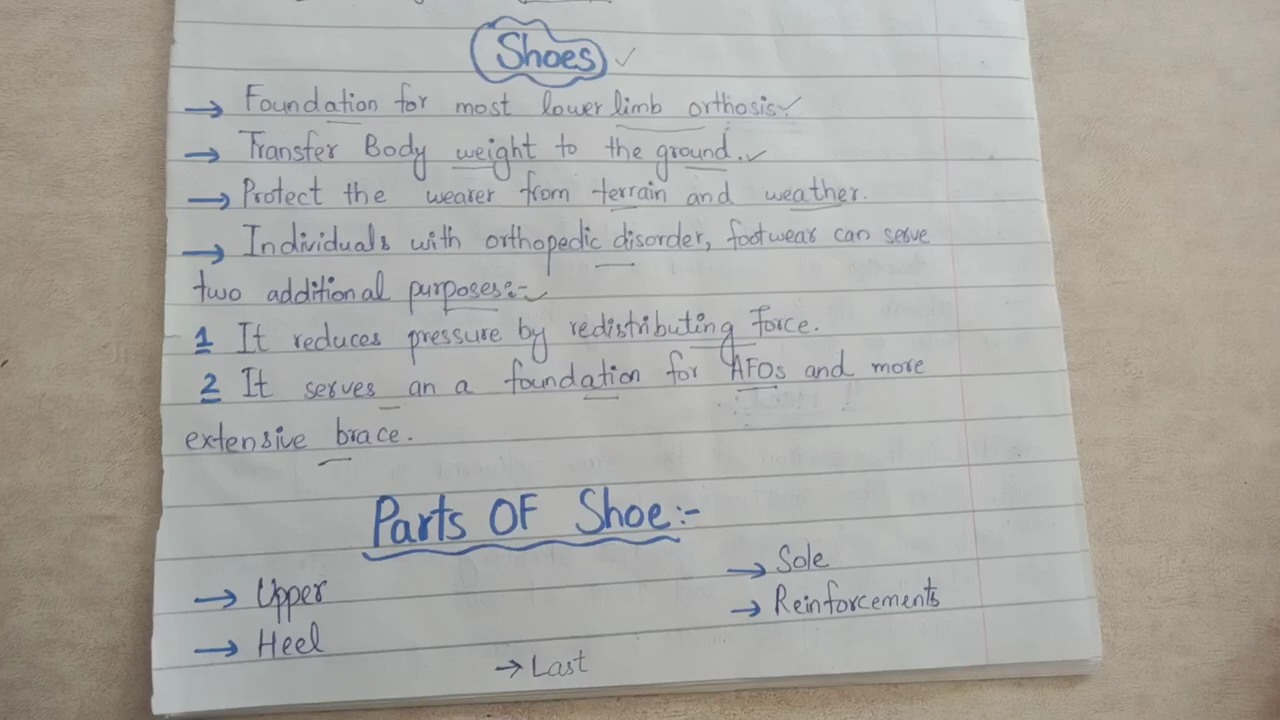 Shoes
→ Foundation for most lower limb orthosis.
→ Transfer Body weight to the ground.
→ Protect the wearer from terrain and weather.
→ Individuals with orthopedic disorder, footwear can serve
two additional purposes:-
1 It reduces pressure by redistributing force.
2 It serves an a foundation for AFOs and more
extensive brace.
Parts OF Shoe:-
→ Upper
→ Sole
→ Heel
→ Reinforcements
→ Last